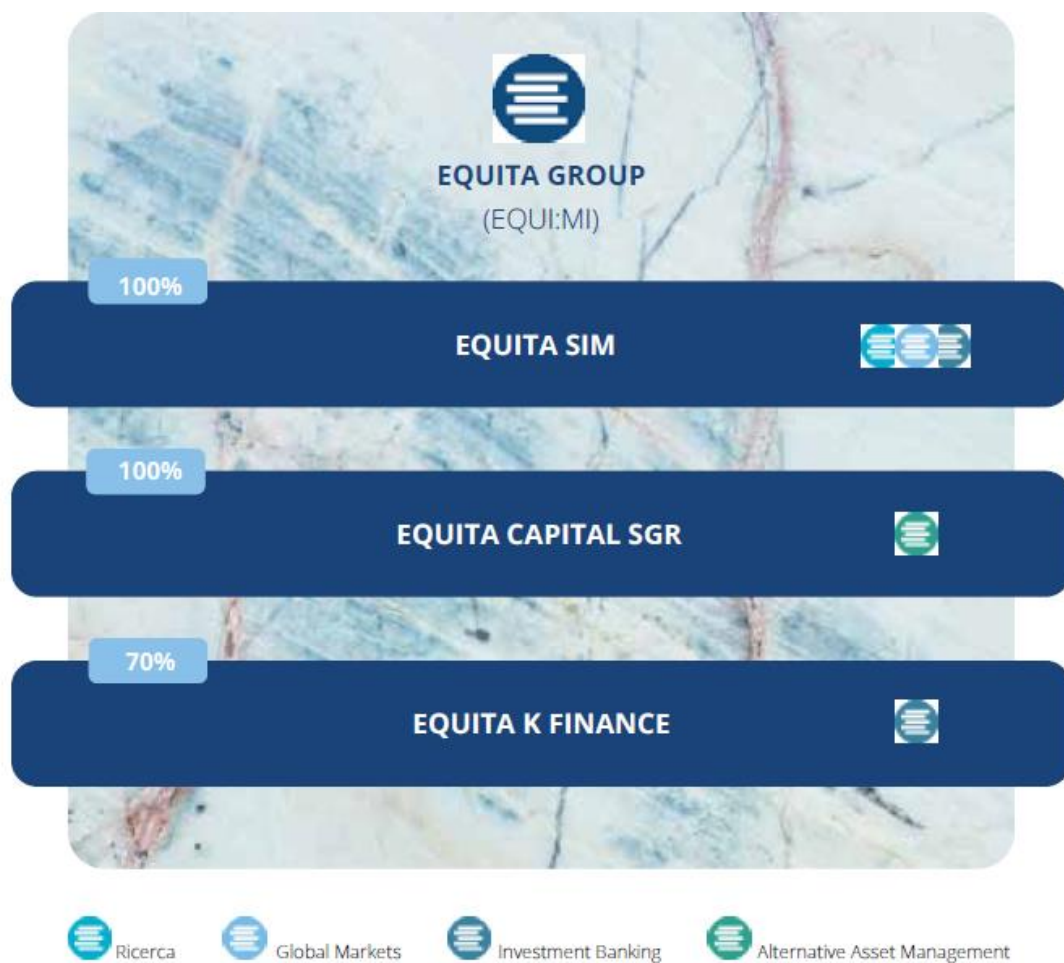 EQUITA GROUP
(EQUI:MI)
100%
EQUITA SIM
100%
EQUITA CAPITAL SGR
70%
EQUITA K FINANCE
Ricerca
Global Markets
Investment Banking
Alternative Asset Management